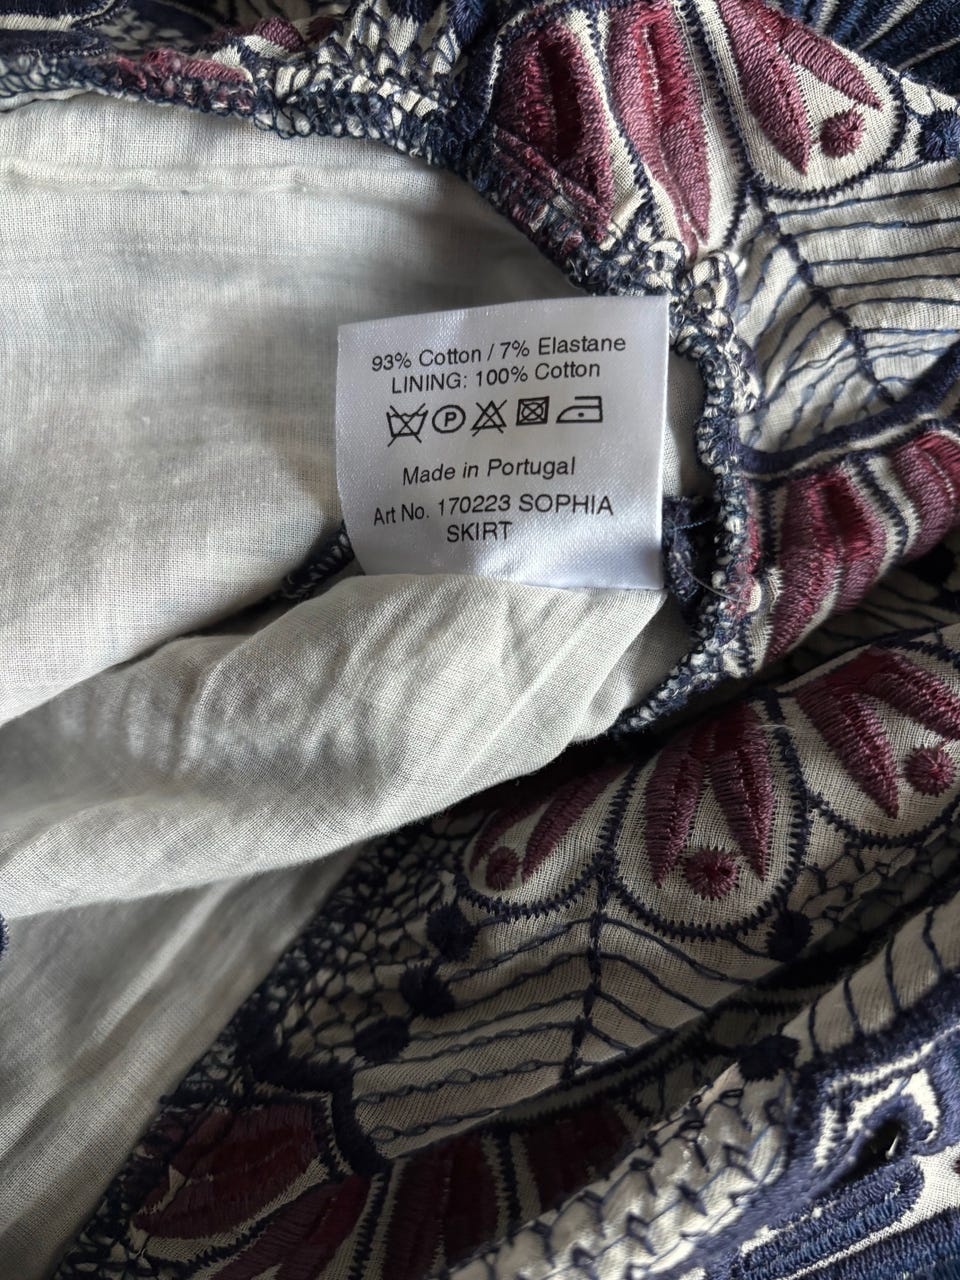 93% Cotton / 7% Elastane
LINING: 100% Cotton
P
Made in Portugal
Art No. 170223 SOPHIA
SKIRT